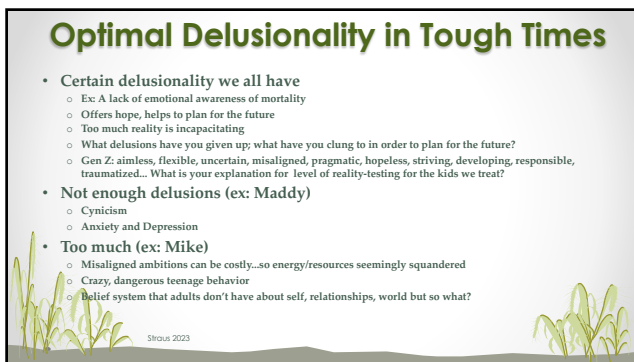 Optimal Delusionality in Tough Times
• Certain delusionality we all have
o Ex: A lack of emotional awareness of mortality
o Offers hope, helps to plan for the future
o Too much reality is incapacitating
o What delusions have you given up; what have you clung to in order to plan for the future?
o Gen Z: aimless, flexible, uncertain, misaligned, pragmatic, hopeless, striving, developing, responsible,
traumatized... What is your explanation for level of reality-testing for the kids we treat?
• Not enough delusions (ex: Maddy)
o Cynicism
o Anxiety and Depression
• Too much (ex: Mike)
o Misaligned ambitions can be costly...so energy/resources seemingly squandered
o Crazy, dangerous teenage behavior
o Belief system that adults don't have about self, relationships, world but so what?
Straus 2023